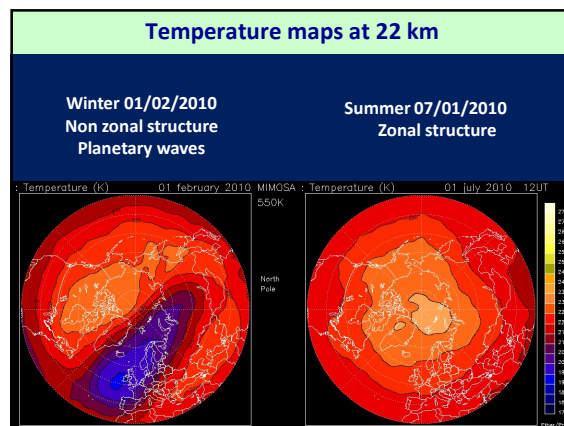 Temperature maps at 22 km
Winter 01/02/2010
Non zonal structure
Planetary waves
Summer 07/01/2010
Zonal structure
: Temperature (K) 01 february 2010 MIMOSA
: Temperature (K) 01 july 2010 12UT
550K
North
Pole